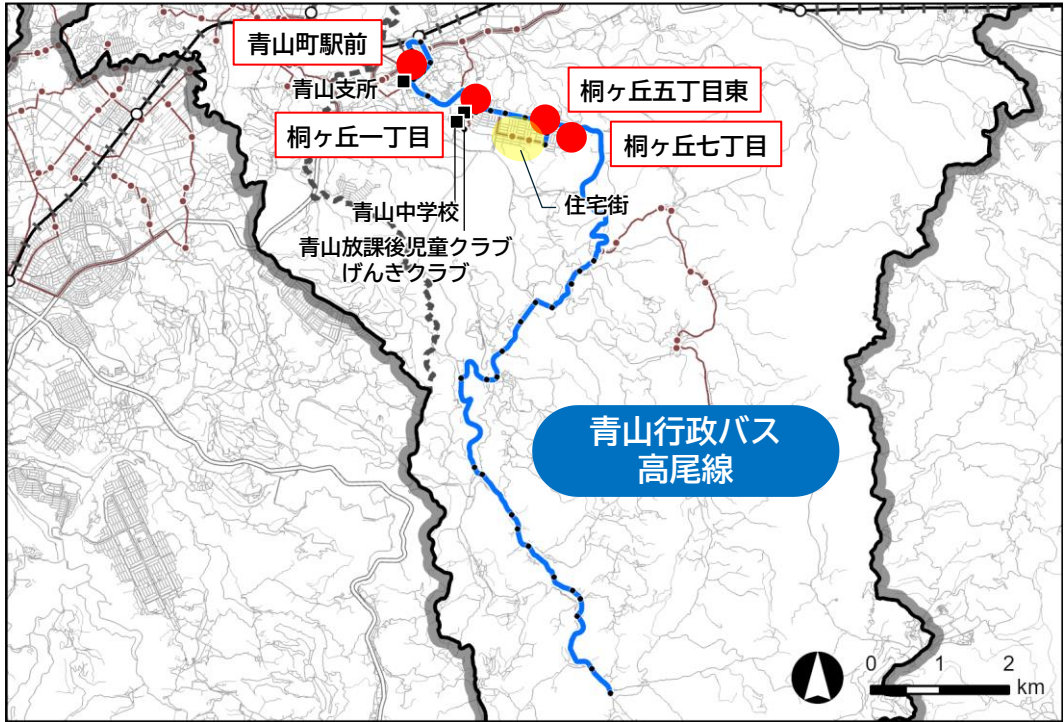 青山町駅前
青山支所
桐ヶ丘五丁目東
桐ヶ丘一丁目
桐ヶ丘七丁目
青山中学校
住宅街
青山放課後児童クラブ
げんきクラブ
青山行政バス
高尾線
0 1 2
km